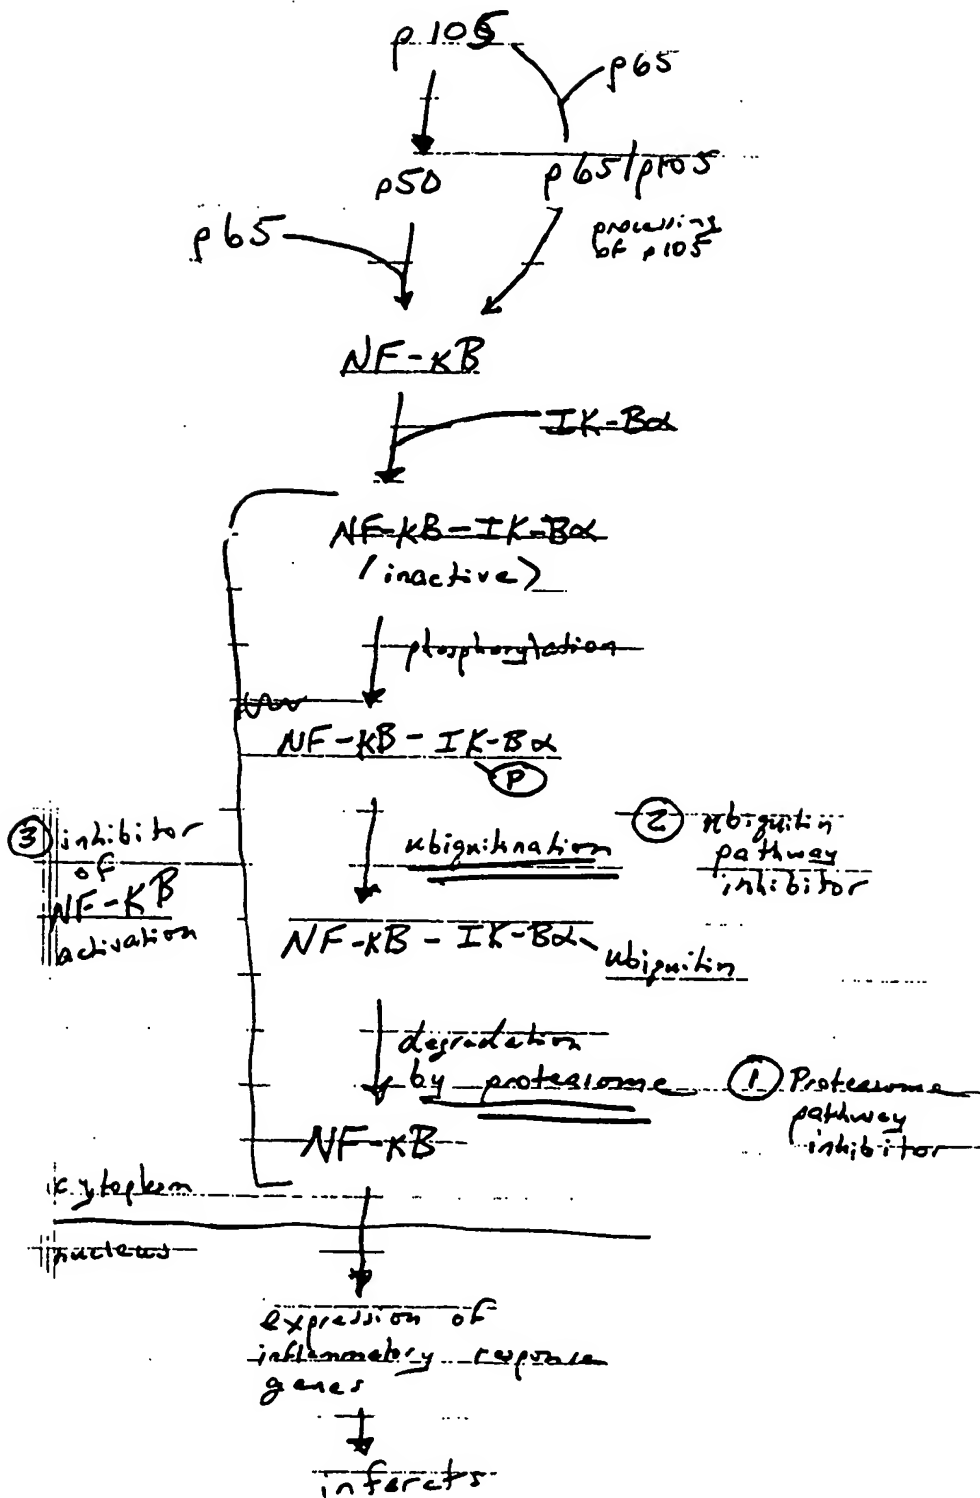 p105
p65
p50
p65/p105
processing
of p105
p65
NF-κB
IK-Bα
NF-κB-IK-Bα
(inactive)
phosphorylation
NF-κB-IK-Bα
P
③ inhibitor
of
NF-κB
activation
ubiquitination
② ubiquitin
pathway
inhibitor
NF-κB-IK-Bα
ubiquitin
degradation
by proteasome
① Proteasome
pathway
inhibitor
NF-κB
cytoplasm
nucleus
expression of
inflammatory response
genes
infarcts